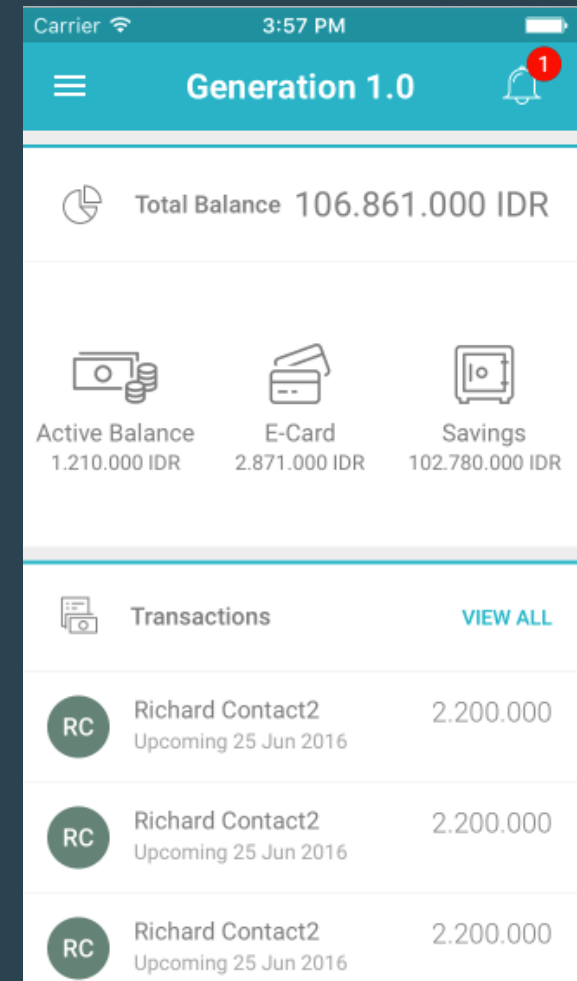 Carrier 3:57 PM
Generation 1.0 1
Total Balance 106.861.000 IDR
Active Balance E-Card Savings
1.210.000 IDR 2.871.000 IDR 102.780.000 IDR
Transactions VIEW ALL
RC Richard Contact2 2.200.000
Upcoming 25 Jun 2016
RC Richard Contact2 2.200.000
Upcoming 25 Jun 2016
RC Richard Contact2 2.200.000
Upcoming 25 Jun 2016